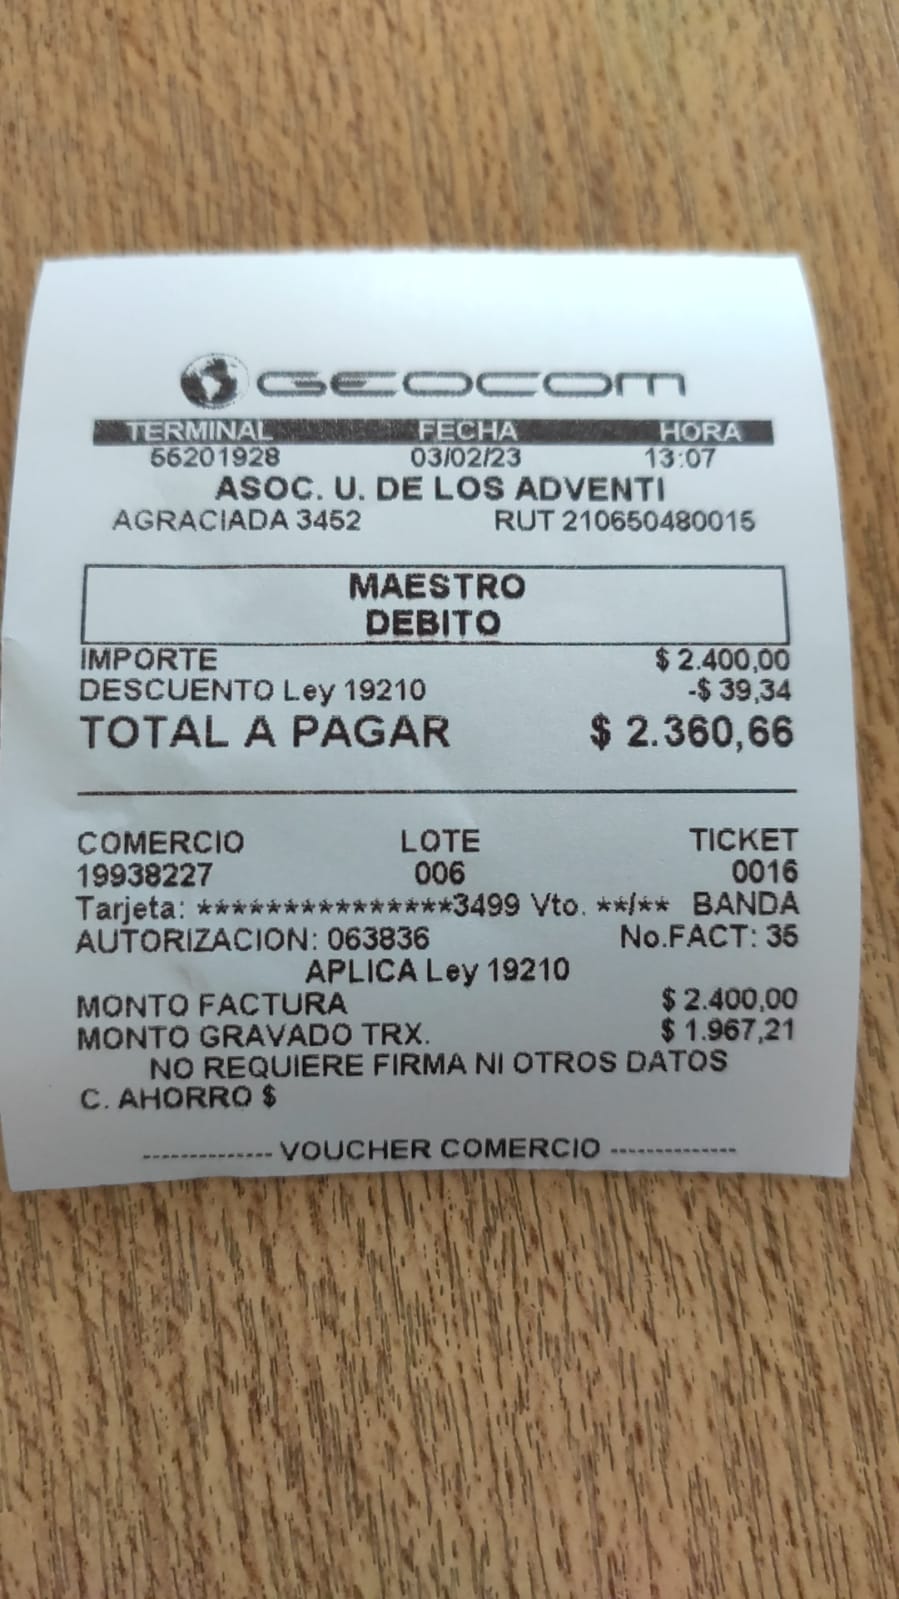 GEOCOM
TERMINAL FECHA HORA
55201928 03/02/23 13:07
ASOC. U. DE LOS ADVENTI
AGRACIADA 3452 RUT 210650480015
MAESTRO
DEBITO
IMPORTE $ 2.400,00
DESCUENTO Ley 19210 -$ 39,34
TOTAL A PAGAR $ 2.360,66
COMERCIO LOTE TICKET
19938227 006 0016
Tarjeta: ***************3499 Vto. **/** BANDA
AUTORIZACION: 063836 No.FACT: 35
APLICA Ley 19210
MONTO FACTURA $ 2.400,00
MONTO GRAVADO TRX. $ 1.967,21
NO REQUIERE FIRMA NI OTROS DATOS
C. AHORRO $
-------------- VOUCHER COMERCIO --------------